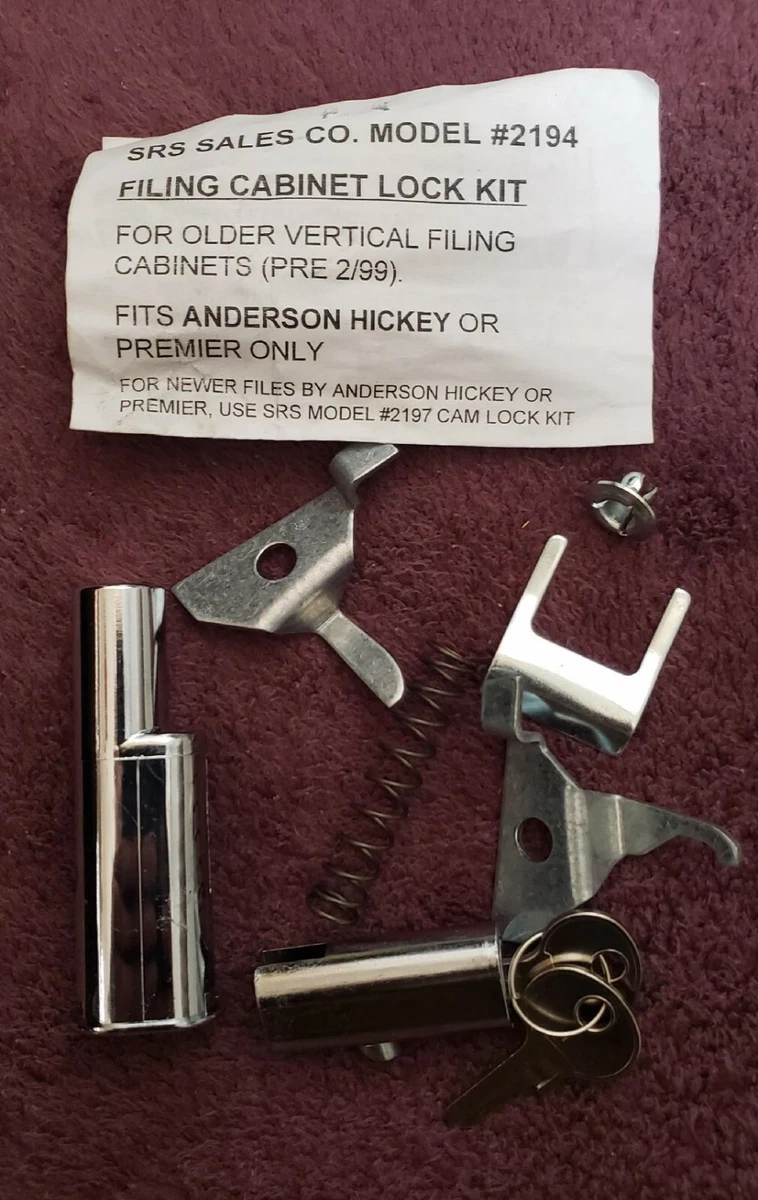 SRS SALES CO. MODEL #2194
FILING CABINET LOCK KIT
FOR OLDER VERTICAL FILING
CABINETS (PRE 2/99).
FITS ANDERSON HICKEY OR
PREMIER ONLY
FOR NEWER FILES BY ANDERSON HICKEY OR
PREMIER, USE SRS MODEL #2197 CAM LOCK KIT